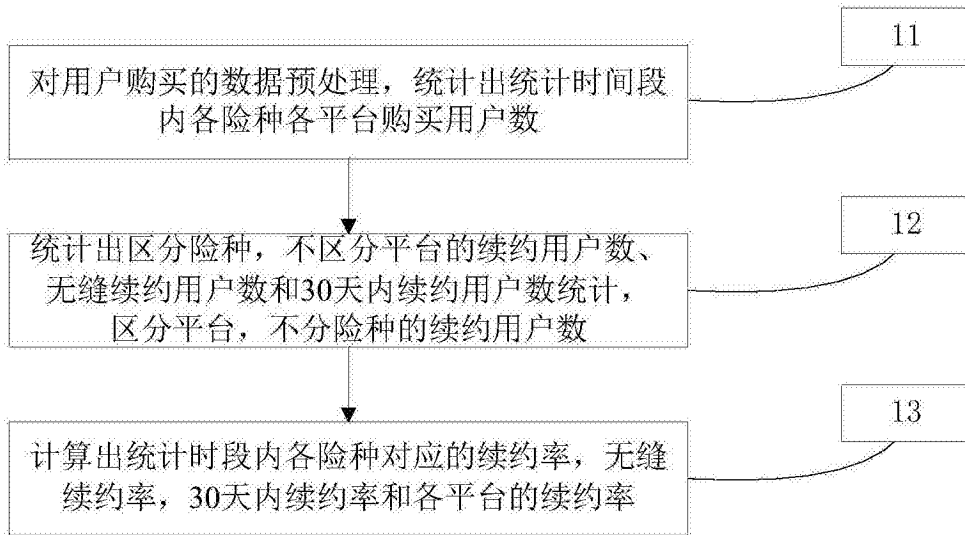 11
对用户购买的数据预处理，统计出统计时间段
内各险种各平台购买用户数
12
统计出区分险种，不区分平台的续约用户数、
无缝续约用户数和30天内续约用户数统计，
区分平台，不分险种的续约用户数
13
计算出统计时段内各险种对应的续约率，无缝
续约率，30天内续约率和各平台的续约率